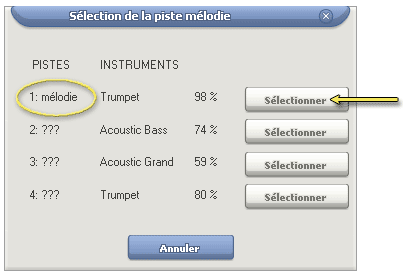 Sélection de la piste mélodie
PISTES INSTRUMENTS
1: mélodie Trumpet 98 % Sélectionner
2: ??? Acoustic Bass 74 % Sélectionner
3: ??? Acoustic Grand 59 % Sélectionner
4: ??? Trumpet 80 % Sélectionner
Annuler